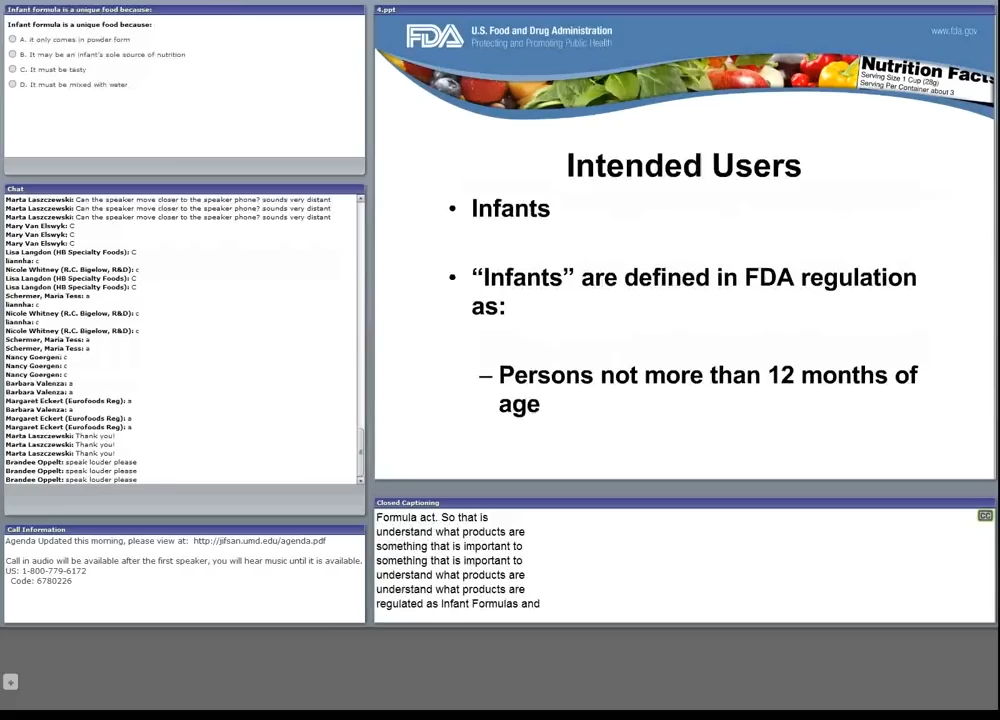 Infant formula is a unique food because:
Infant formula is a unique food because:
A. it only comes in powder form
B. It may be an infant's sole source of nutrition
C. It must be tasty
D. It must be mixed with water
Chat
Marta Laszczewski: Can the speaker move closer to the speaker phone? sounds very distant
Marta Laszczewski: Can the speaker move closer to the speaker phone? sounds very distant
Marta Laszczewski: Can the speaker move closer to the speaker phone? sounds very distant
Mary Van Elswyk: C
Mary Van Elswyk: C
Mary Van Elswyk: C
Lisa Langdon (HB Specialty Foods): C
liannha: c
Nicole Whitney (R.C. Bigelow, R&D): c
Lisa Langdon (HB Specialty Foods): C
Lisa Langdon (HB Specialty Foods): C
Schermer, Maria Tess: a
liannha: c
Nicole Whitney (R.C. Bigelow, R&D): c
liannha: c
Nicole Whitney (R.C. Bigelow, R&D): c
Schermer, Maria Tess: a
Schermer, Maria Tess: a
Nancy Goergen: c
Nancy Goergen: c
Nancy Goergen: c
Barbara Valenza: a
Barbara Valenza: a
Margaret Eckert (Eurofoods Reg): a
Barbara Valenza: a
Margaret Eckert (Eurofoods Reg): a
Margaret Eckert (Eurofoods Reg): a
Marta Laszczewski: Thank you!
Marta Laszczewski: Thank you!
Marta Laszczewski: Thank you!
Brandee Oppelt: speak louder please
Brandee Oppelt: speak louder please
Brandee Oppelt: speak louder please
Call Information
Agenda Updated this morning, please view at: http://jifsan.umd.edu/agenda.pdf
Call in audio will be available after the first speaker, you will hear music until it is available.
US: 1-800-779-6172
Code: 6780226
4.ppt
FDA
U.S. Food and Drug Administration
Protecting and Promoting Public Health
www.fda.gov
Nutrition Facts
Serving Size 1 Cup (28g)
Serving Per Container about 3
Intended Users
• Infants
• “Infants” are defined in FDA regulation
as:
– Persons not more than 12 months of
age
Closed Captioning
CC
Formula act. So that is
understand what products are
something that is important to
something that is important to
understand what products are
understand what products are
regulated as infant Formulas and